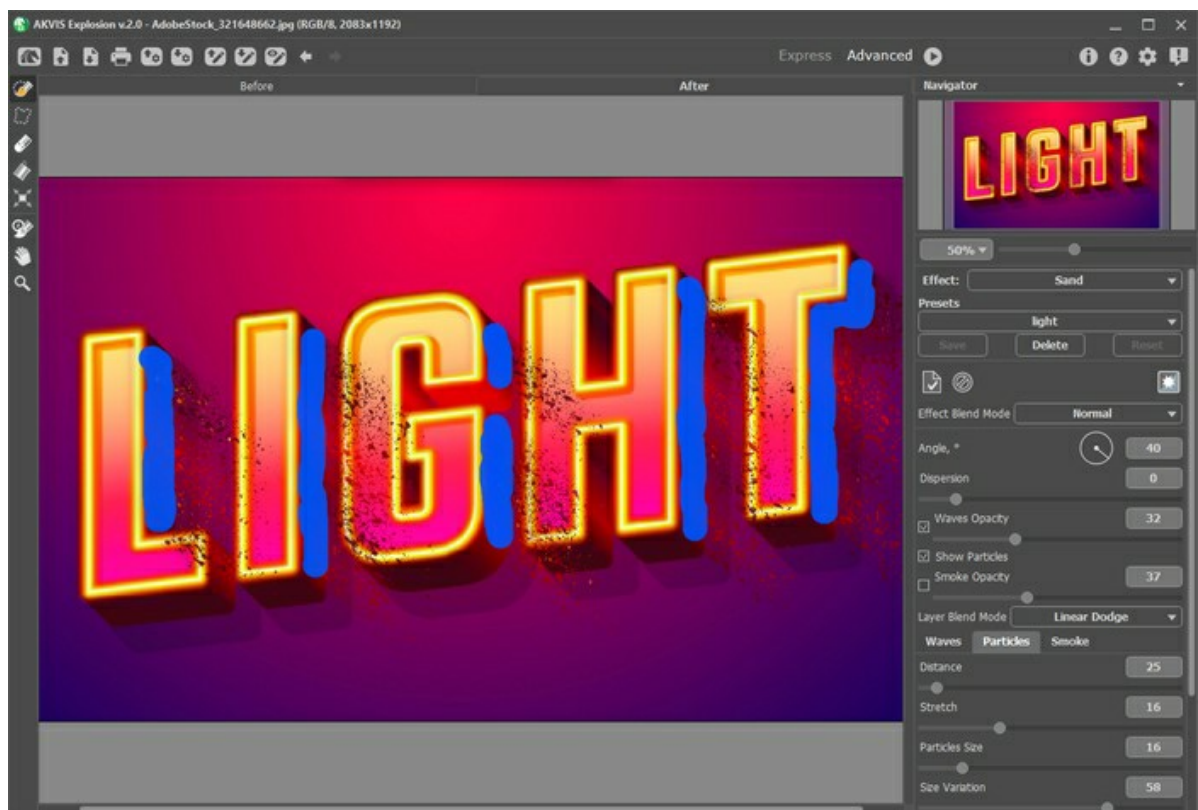 AKVIS Explosion v.2.0 - AdobeStock_321648662.jpg (RGB/8, 2083x1192)
Express Advanced
Before After
LIGHT
Navigator
LIGHT
50%
Effect: Sand
Presets
light
Save Delete Reset
Effect Blend Mode Normal
Angle, ° 40
Dispersion 0
Waves Opacity 32
Show Particles
Smoke Opacity 37
Layer Blend Mode Linear Dodge
Waves Particles Smoke
Distance 25
Stretch 16
Particles Size 16
Size Variation 58